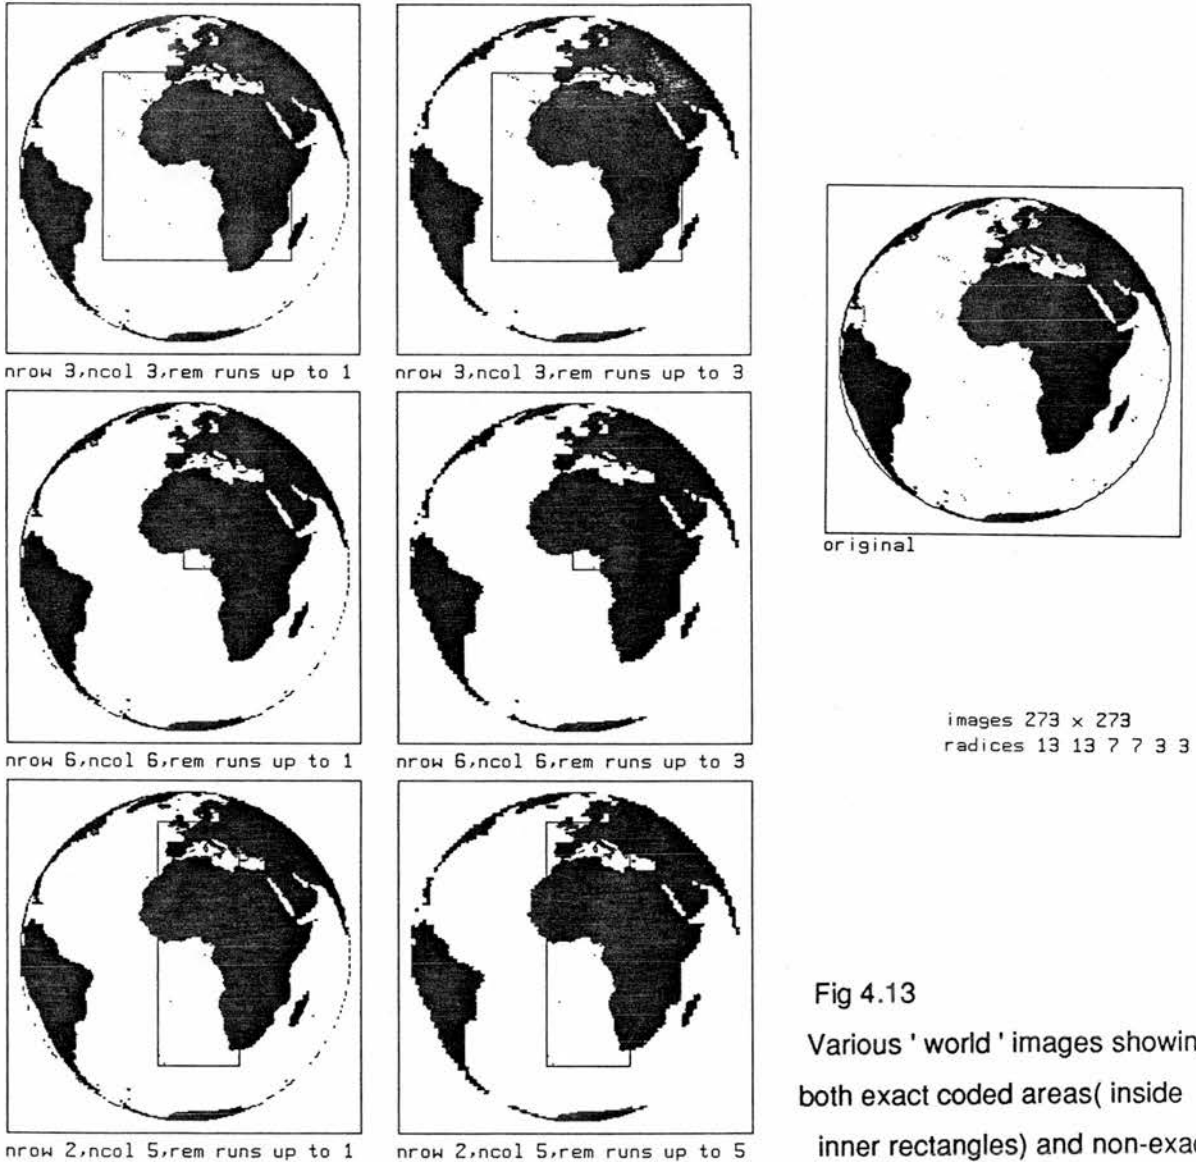 nrow 3,ncol 3,rem runs up to 1
nrow 3,ncol 3,rem runs up to 3
original
nrow 6,ncol 6,rem runs up to 1
nrow 6,ncol 6,rem runs up to 3
images 273 x 273
radices 13 13 7 7 3 3
nrow 2,ncol 5,rem runs up to 1
nrow 2,ncol 5,rem runs up to 5
Fig 4.13
Various ' world ' images showin
both exact coded areas( inside
inner rectangles) and non-exac